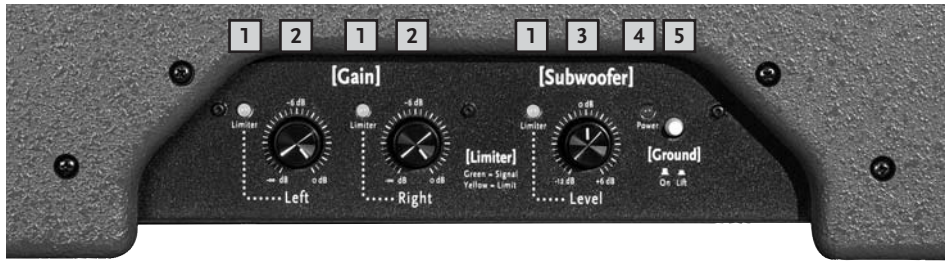 1 2 1 2 1 3 4 5
[Gain] [Subwoofer]
-6 dB -6 dB 0 dB
Limiter Limiter Limiter Power
[Limiter] [Ground]
Green = Signal
Yellow = Limit
-∞ dB 0 dB -∞ dB 0 dB -12 dB +6 dB On Lift
Left Right Level